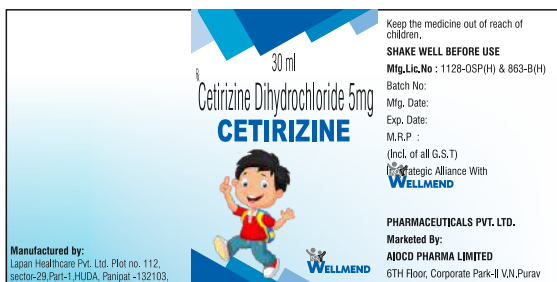 Manufactured by:
Lapan Healthcare Pvt. Ltd. Plot no. 112,
sector-29,Part-1,HUDA, Panipat -132103,
30 ml
Rx
Cetirizine Dihydrochloride 5mg
CETIRIZINE
WELLMEND
Keep the medicine out of reach of
children.
SHAKE WELL BEFORE USE
Mfg.Lic.No : 1128-OSP(H) & 863-B(H)
Batch No:
Mfg. Date:
Exp. Date:
M.R.P :
(Incl. of all G.S.T)
Alliance With
WELLMEND
PHARMACEUTICALS PVT. LTD.
Marketed By:
AIOCD PHARMA LIMITED
6TH Floor, Corporate Park-II V,N,Purav